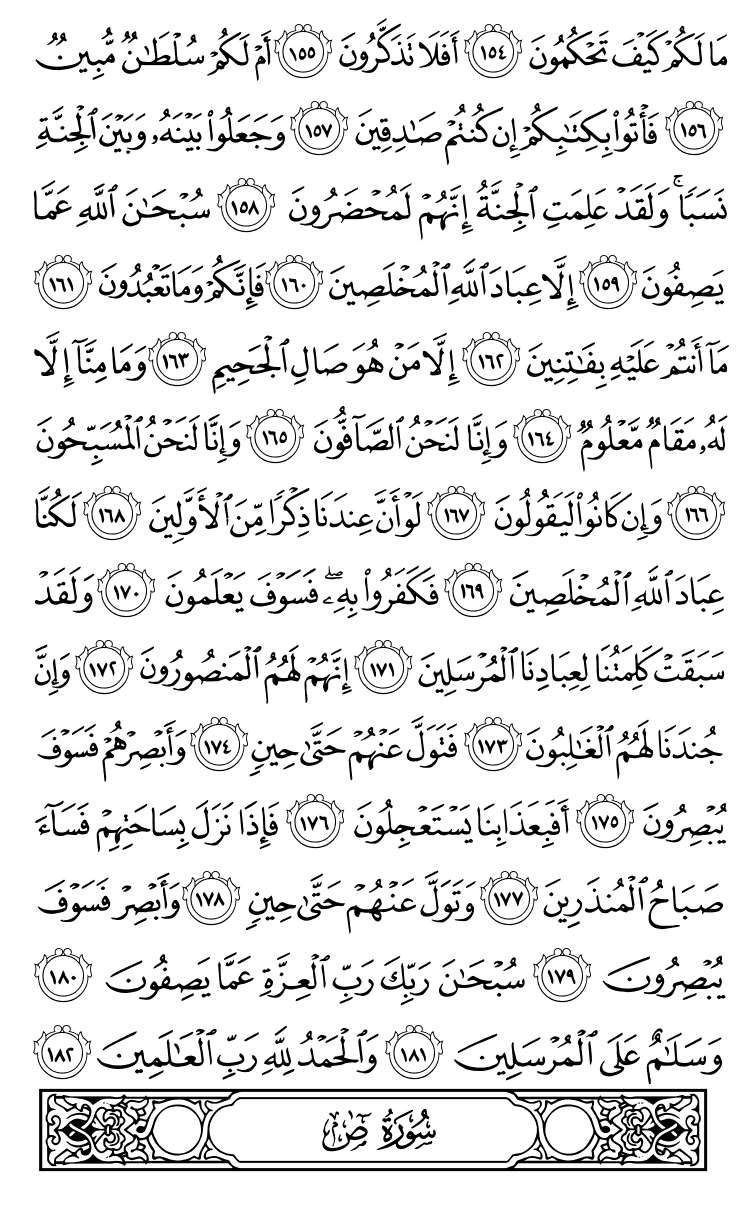 مَا لَكُمْ كَيْفَ تَحْكُمُونَ ١٥٤ أَفَلَا تَذَكَّرُونَ ١٥٥ أَمْ لَكُمْ سُلْطَٰنٌ مُّبِينٌ
١٥٦ فَأْتُوا۟ بِكِتَٰبِكُمْ إِن كُنتُمْ صَٰدِقِينَ ١٥٧ وَجَعَلُوا۟ بَيْنَهُۥ وَبَيْنَ ٱلْجِنَّةِ
نَسَبًا ۚ وَلَقَدْ عَلِمَتِ ٱلْجِنَّةُ إِنَّهُمْ لَمُحْضَرُونَ ١٥٨ سُبْحَٰنَ ٱللَّهِ عَمَّا
يَصِفُونَ ١٥٩ إِلَّا عِبَادَ ٱللَّهِ ٱلْمُخْلَصِينَ ١٦٠ فَإِنَّكُمْ وَمَا تَعْبُدُونَ ١٦١
مَآ أَنتُمْ عَلَيْهِ بِفَٰتِنِينَ ١٦٢ إِلَّا مَنْ هُوَ صَالِ ٱلْجَحِيمِ ١٦٣ وَمَا مِنَّآ إِلَّا
لَهُۥ مَقَامٌ مَّعْلُومٌ ١٦٤ وَإِنَّا لَنَحْنُ ٱلصَّآفُّونَ ١٦٥ وَإِنَّا لَنَحْنُ ٱلْمُسَبِّحُونَ
١٦٦ وَإِن كَانُوا۟ لَيَقُولُونَ ١٦٧ لَوْ أَنَّ عِندَنَا ذِكْرًا مِّنَ ٱلْأَوَّلِينَ ١٦٨ لَكُنَّا
عِبَادَ ٱللَّهِ ٱلْمُخْلَصِينَ ١٦٩ فَكَفَرُوا۟ بِهِۦ ۖ فَسَوْفَ يَعْلَمُونَ ١٧٠ وَلَقَدْ
سَبَقَتْ كَلِمَتُنَا لِعِبَادِنَا ٱلْمُرْسَلِينَ ١٧١ إِنَّهُمْ لَهُمُ ٱلْمَنصُورُونَ ١٧٢ وَإِنَّ
جُندَنَا لَهُمُ ٱلْغَٰلِبُونَ ١٧٣ فَتَوَلَّ عَنْهُمْ حَتَّىٰ حِينٍ ١٧٤ وَأَبْصِرْهُمْ فَسَوْفَ
يُبْصِرُونَ ١٧٥ أَفَبِعَذَابِنَا يَسْتَعْجِلُونَ ١٧٦ فَإِذَا نَزَلَ بِسَاحَتِهِمْ فَسَآءَ
صَبَاحُ ٱلْمُنذَرِينَ ١٧٧ وَتَوَلَّ عَنْهُمْ حَتَّىٰ حِينٍ ١٧٨ وَأَبْصِرْ فَسَوْفَ
يُبْصِرُونَ ١٧٩ سُبْحَٰنَ رَبِّكَ رَبِّ ٱلْعِزَّةِ عَمَّا يَصِفُونَ ١٨٠
وَسَلَٰمٌ عَلَى ٱلْمُرْسَلِينَ ١٨١ وَٱلْحَمْدُ لِلَّهِ رَبِّ ٱلْعَٰلَمِينَ ١٨٢
سُورَةُ صٓ